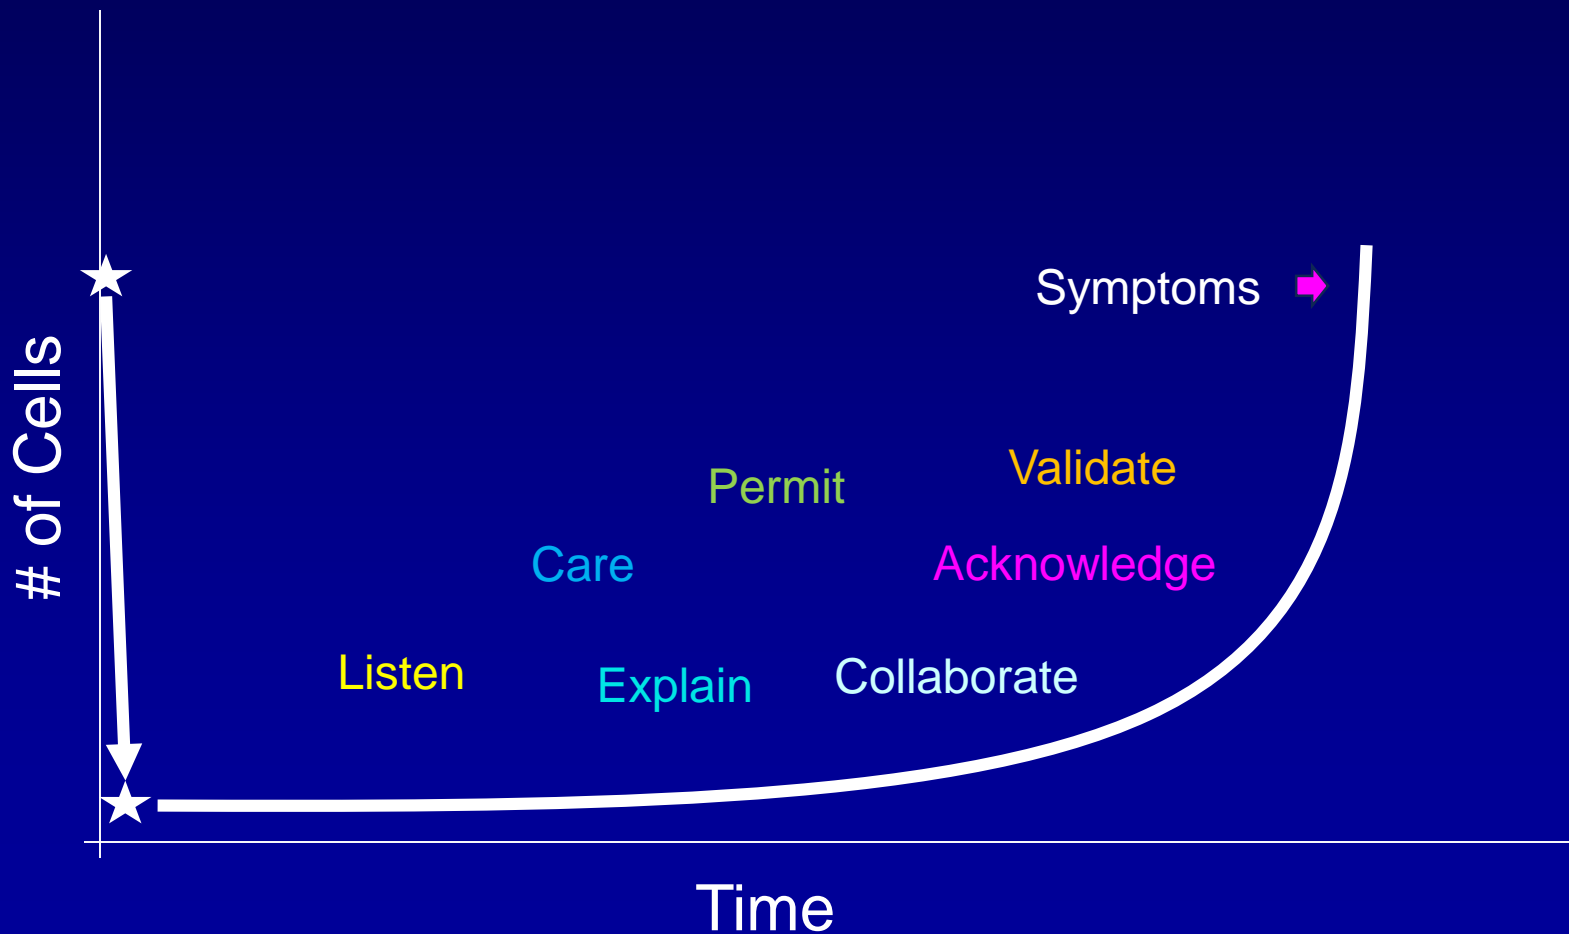 Symptoms
# of Cells
Validate
Permit
Care
Acknowledge
Listen
Explain
Collaborate
Time